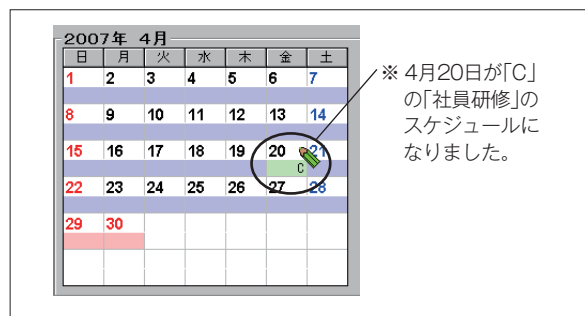 2007年 4月
日 月 火 水 木 金 土
1 2 3 4 5 6 7
8 9 10 11 12 13 14
15 16 17 18 19 20 21
C
22 23 24 25 26 27 28
29 30
※ 4月20日が「C」
の「社員研修」の
スケジュールに
なりました。